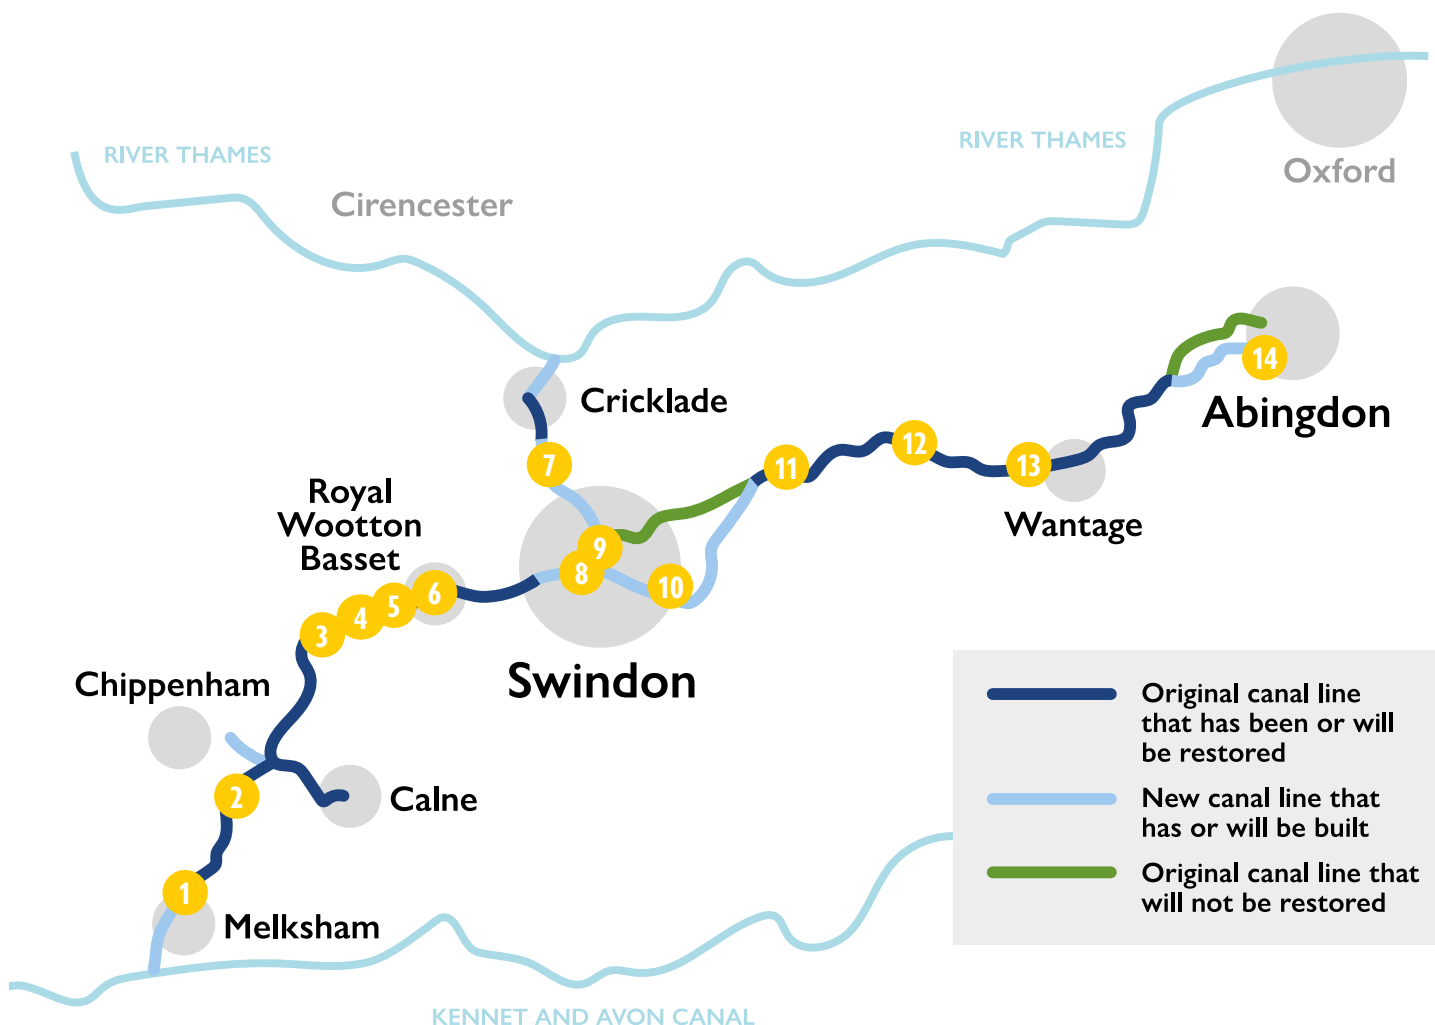 RIVER THAMES
RIVER THAMES
Oxford
Cirencester
Cricklade
Abingdon
14
7
11
12
13
Royal
Wootton
Basset
Wantage
9
8
10
6
5
4
3
Swindon
Chippenham
2
Calne
1
Melksham
KENNET AND AVON CANAL
Original canal line
that has been or will
be restored
New canal line that
has or will be built
Original canal line that
will not be restored